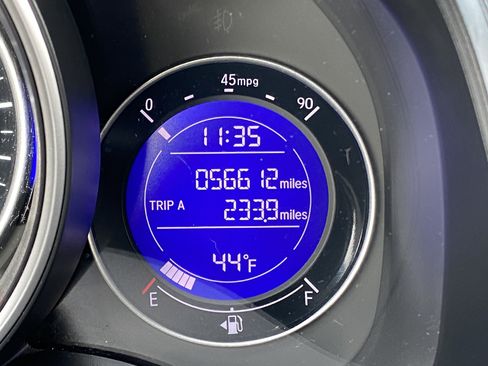 45mpg
0 90
11:35
056612 miles
TRIP A 233.9 miles
44°F
E F